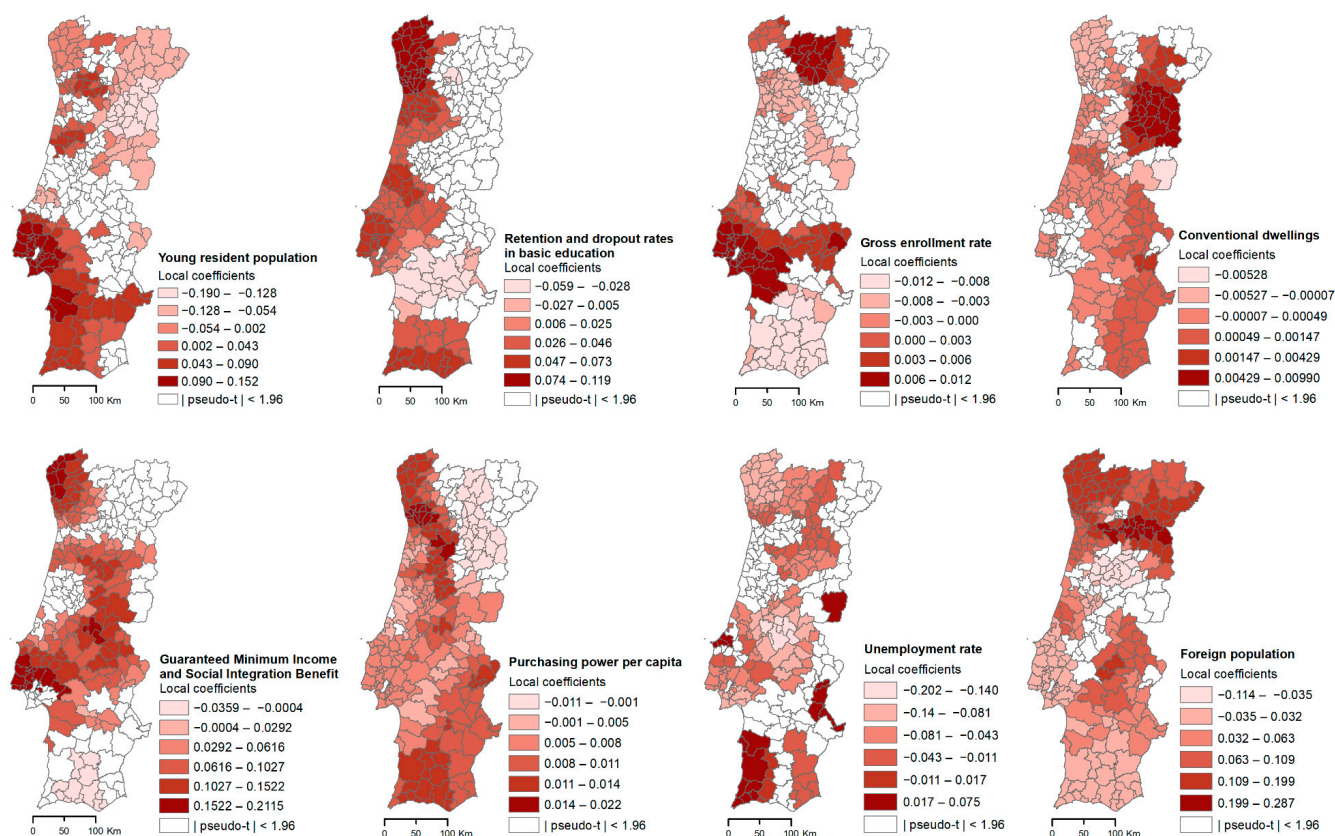 Young resident population
Local coefficients
−0.190 – −0.128
−0.128 – −0.054
−0.054 – 0.002
0.002 – 0.043
0.043 – 0.090
0.090 – 0.152
| pseudo-t | < 1.96
0 50 100 Km
Retention and dropout rates
in basic education
Local coefficients
−0.059 – −0.028
−0.027 – 0.005
0.006 – 0.025
0.026 – 0.046
0.047 – 0.073
0.074 – 0.119
| pseudo-t | < 1.96
0 50 100 Km
Gross enrollment rate
Local coefficients
−0.012 – −0.008
−0.008 – −0.003
−0.003 – 0.000
0.000 – 0.003
0.003 – 0.006
0.006 – 0.012
| pseudo-t | < 1.96
0 50 100 Km
Conventional dwellings
Local coefficients
−0.00528
−0.00527 – −0.00007
−0.00007 – 0.00049
0.00049 – 0.00147
0.00147 – 0.00429
0.00429 – 0.00990
| pseudo-t | < 1.96
0 50 100 Km
Guaranteed Minimum Income
and Social Integration Benefit
Local coefficients
−0.0359 – −0.0004
−0.0004 – 0.0292
0.0292 – 0.0616
0.0616 – 0.1027
0.1027 – 0.1522
0.1522 – 0.2115
| pseudo-t | < 1.96
0 50 100 Km
Purchasing power per capita
Local coefficients
−0.011 – −0.001
−0.001 – 0.005
0.005 – 0.008
0.008 – 0.011
0.011 – 0.014
0.014 – 0.022
| pseudo-t | < 1.96
0 50 100 Km
Unemployment rate
Local coefficients
−0.202 – −0.140
−0.14 – −0.081
−0.081 – −0.043
−0.043 – −0.011
−0.011 – 0.017
0.017 – 0.075
| pseudo-t | < 1.96
0 50 100 Km
Foreign population
Local coefficients
−0.114 – −0.035
−0.035 – 0.032
0.032 – 0.063
0.063 – 0.109
0.109 – 0.199
0.199 – 0.287
| pseudo-t | < 1.96
0 50 100 Km